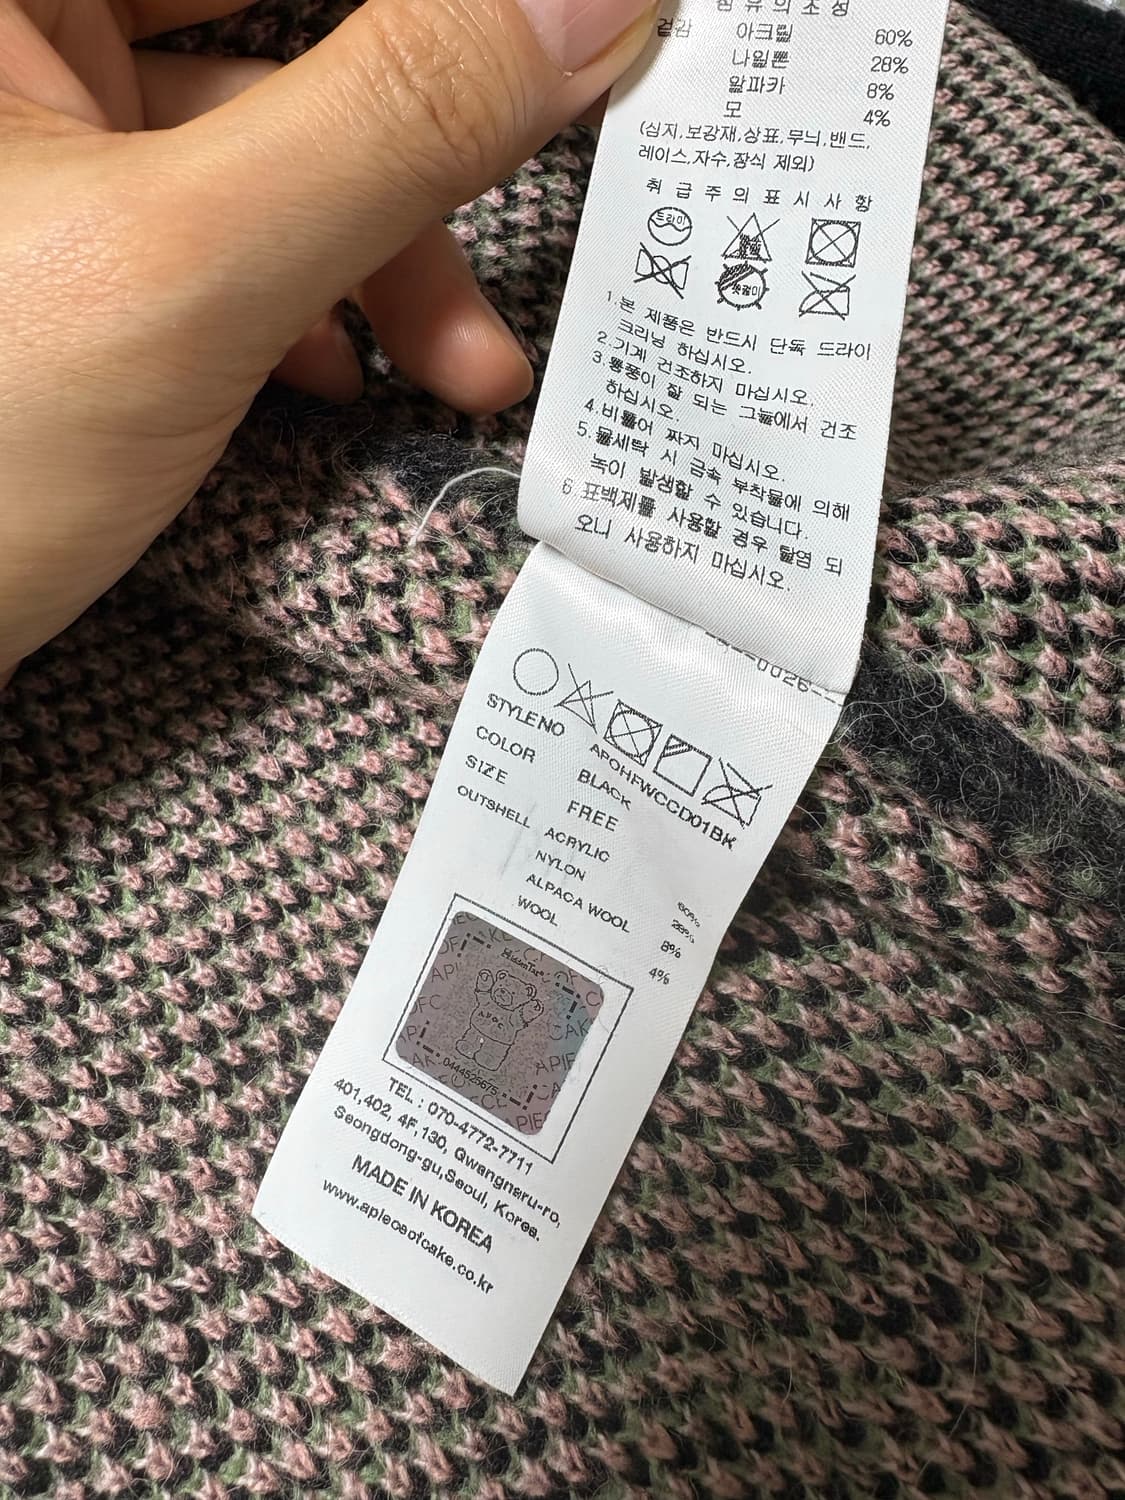 섬유의조성
겉감 아크릴 60%
나일론 28%
알파카 8%
모 4%
(심지,보강재,상표,무늬,밴드,
레이스,자수,장식 제외)
취급주의표시사항
드라이
1.본 제품은 반드시 단독 드라이
크리닝 하십시오.
2.기계 건조하지 마십시오.
3.통풍이 잘 되는 그늘에서 건조
하십시오.
4.비틀어 짜지 마십시오.
5.물세탁 시 금속 부착물에 의해
녹이 발생할 수 있습니다.
6.표백제를 사용할 경우 탈염 되
오니 사용하지 마십시오.
STYLENO APOHFWCCD01BK
COLOR BLACK
SIZE FREE
OUTSHELL ACRYLIC 60%
NYLON 28%
ALPACA WOOL 8%
WOOL 4%
HiddenTag
APOC
0444525675
TEL : 070-4772-7711
401,402, 4F, 130, Gwangnaru-ro,
Seongdong-gu,Seoul, Korea.
MADE IN KOREA
www.apieceofcake.co.kr